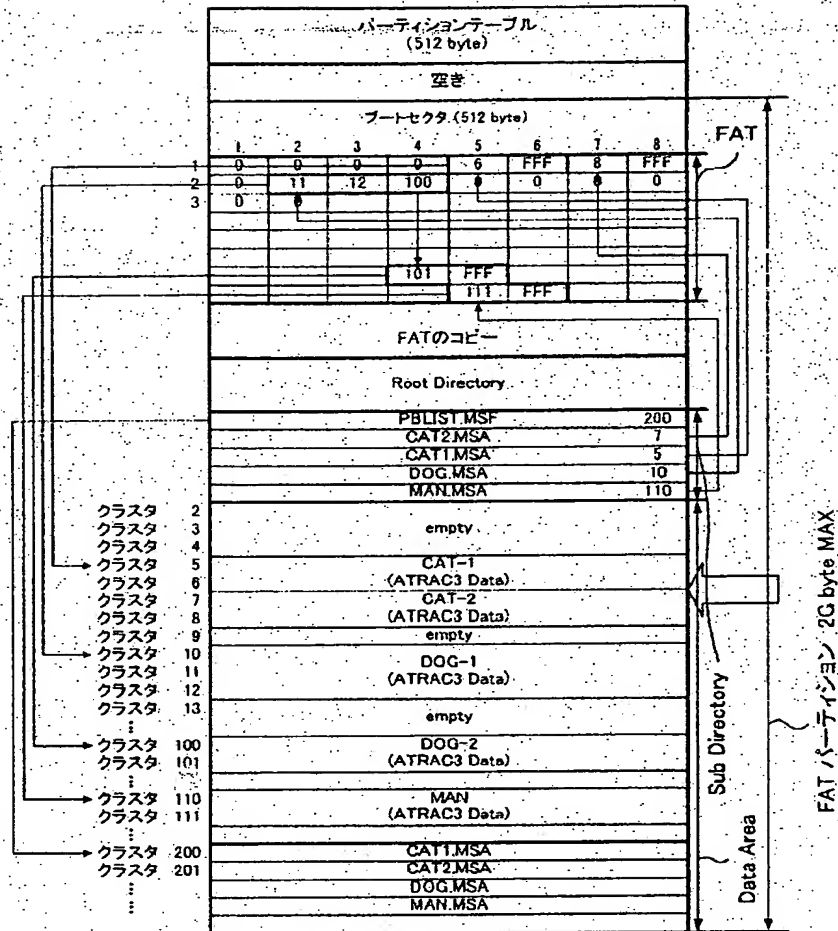 パーティションテーブル
(512 byte)
空き
ブートセクタ (512 byte)
FAT
1 2 3 4 5 6 7 8
1 0 0 0 0 6 FFF 8 FFF
2 0 11 12 100 0 0 0 0
3 0 0
101 FFF
111 FFF
FATのコピー
Root Directory
PBLIST.MSF 200
CAT2.MSA 7
CAT1.MSA 5
DOG.MSA 10
MAN.MSA 110
クラスタ 2
クラスタ 3
クラスタ 4
empty
クラスタ 5
クラスタ 6
CAT-1
(ATRAC3 Data)
クラスタ 7
クラスタ 8
CAT-2
(ATRAC3 Data)
クラスタ 9
empty
クラスタ 10
クラスタ 11
クラスタ 12
DOG-1
(ATRAC3 Data)
クラスタ 13
empty
クラスタ 100
クラスタ 101
DOG-2
(ATRAC3 Data)
クラスタ 110
クラスタ 111
MAN
(ATRAC3 Data)
クラスタ 200
CAT1.MSA
クラスタ 201
CAT2.MSA
DOG.MSA
MAN.MSA
Sub Directory
Data Area
FAT パーティション 2G byte MAX